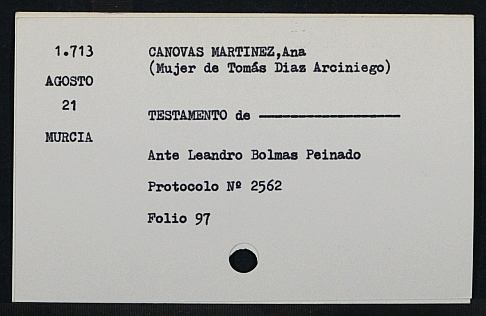 1.713
AGOSTO
21
MURCIA
CANOVAS MARTINEZ,Ana
(Mujer de Tomás Diaz Arciniego)
TESTAMENTO de ——————————
Ante Leandro Bolmas Peinado
Protocolo Nº 2562
Folio 97